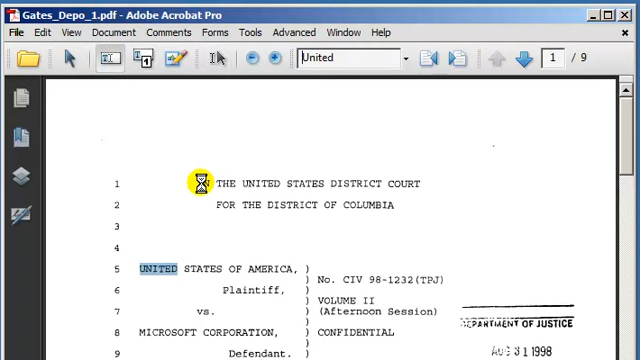 Gates_Depo_1.pdf - Adobe Acrobat Pro
File Edit View Document Comments Forms Tools Advanced Window Help
United 1 / 9
1 THE UNITED STATES DISTRICT COURT
2 FOR THE DISTRICT OF COLUMBIA
3
4
5 UNITED STATES OF AMERICA, )
) No. CIV 98-1232(TPJ)
6 Plaintiff, )
) VOLUME II
7 vs. ) (Afternoon Session)
)
8 MICROSOFT CORPORATION, ) CONFIDENTIAL
)
9 Defendant. )
DEPARTMENT OF JUSTICE
AUG 31 1998